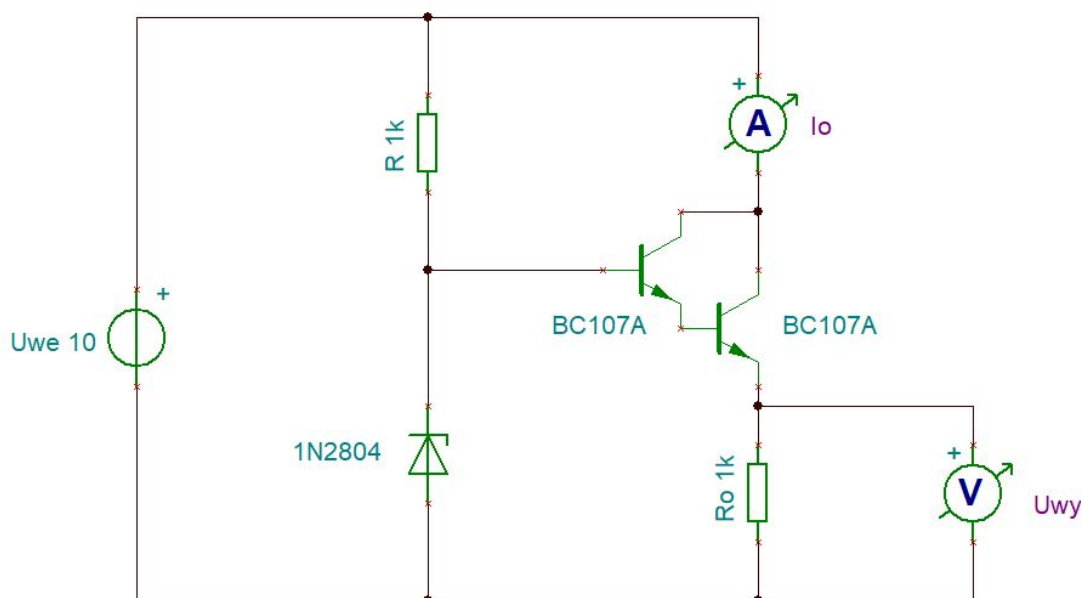 +
A
Io
R 1k
+
Uwe 10
BC107A
BC107A
1N2804
Ro 1k
+
V
Uwy